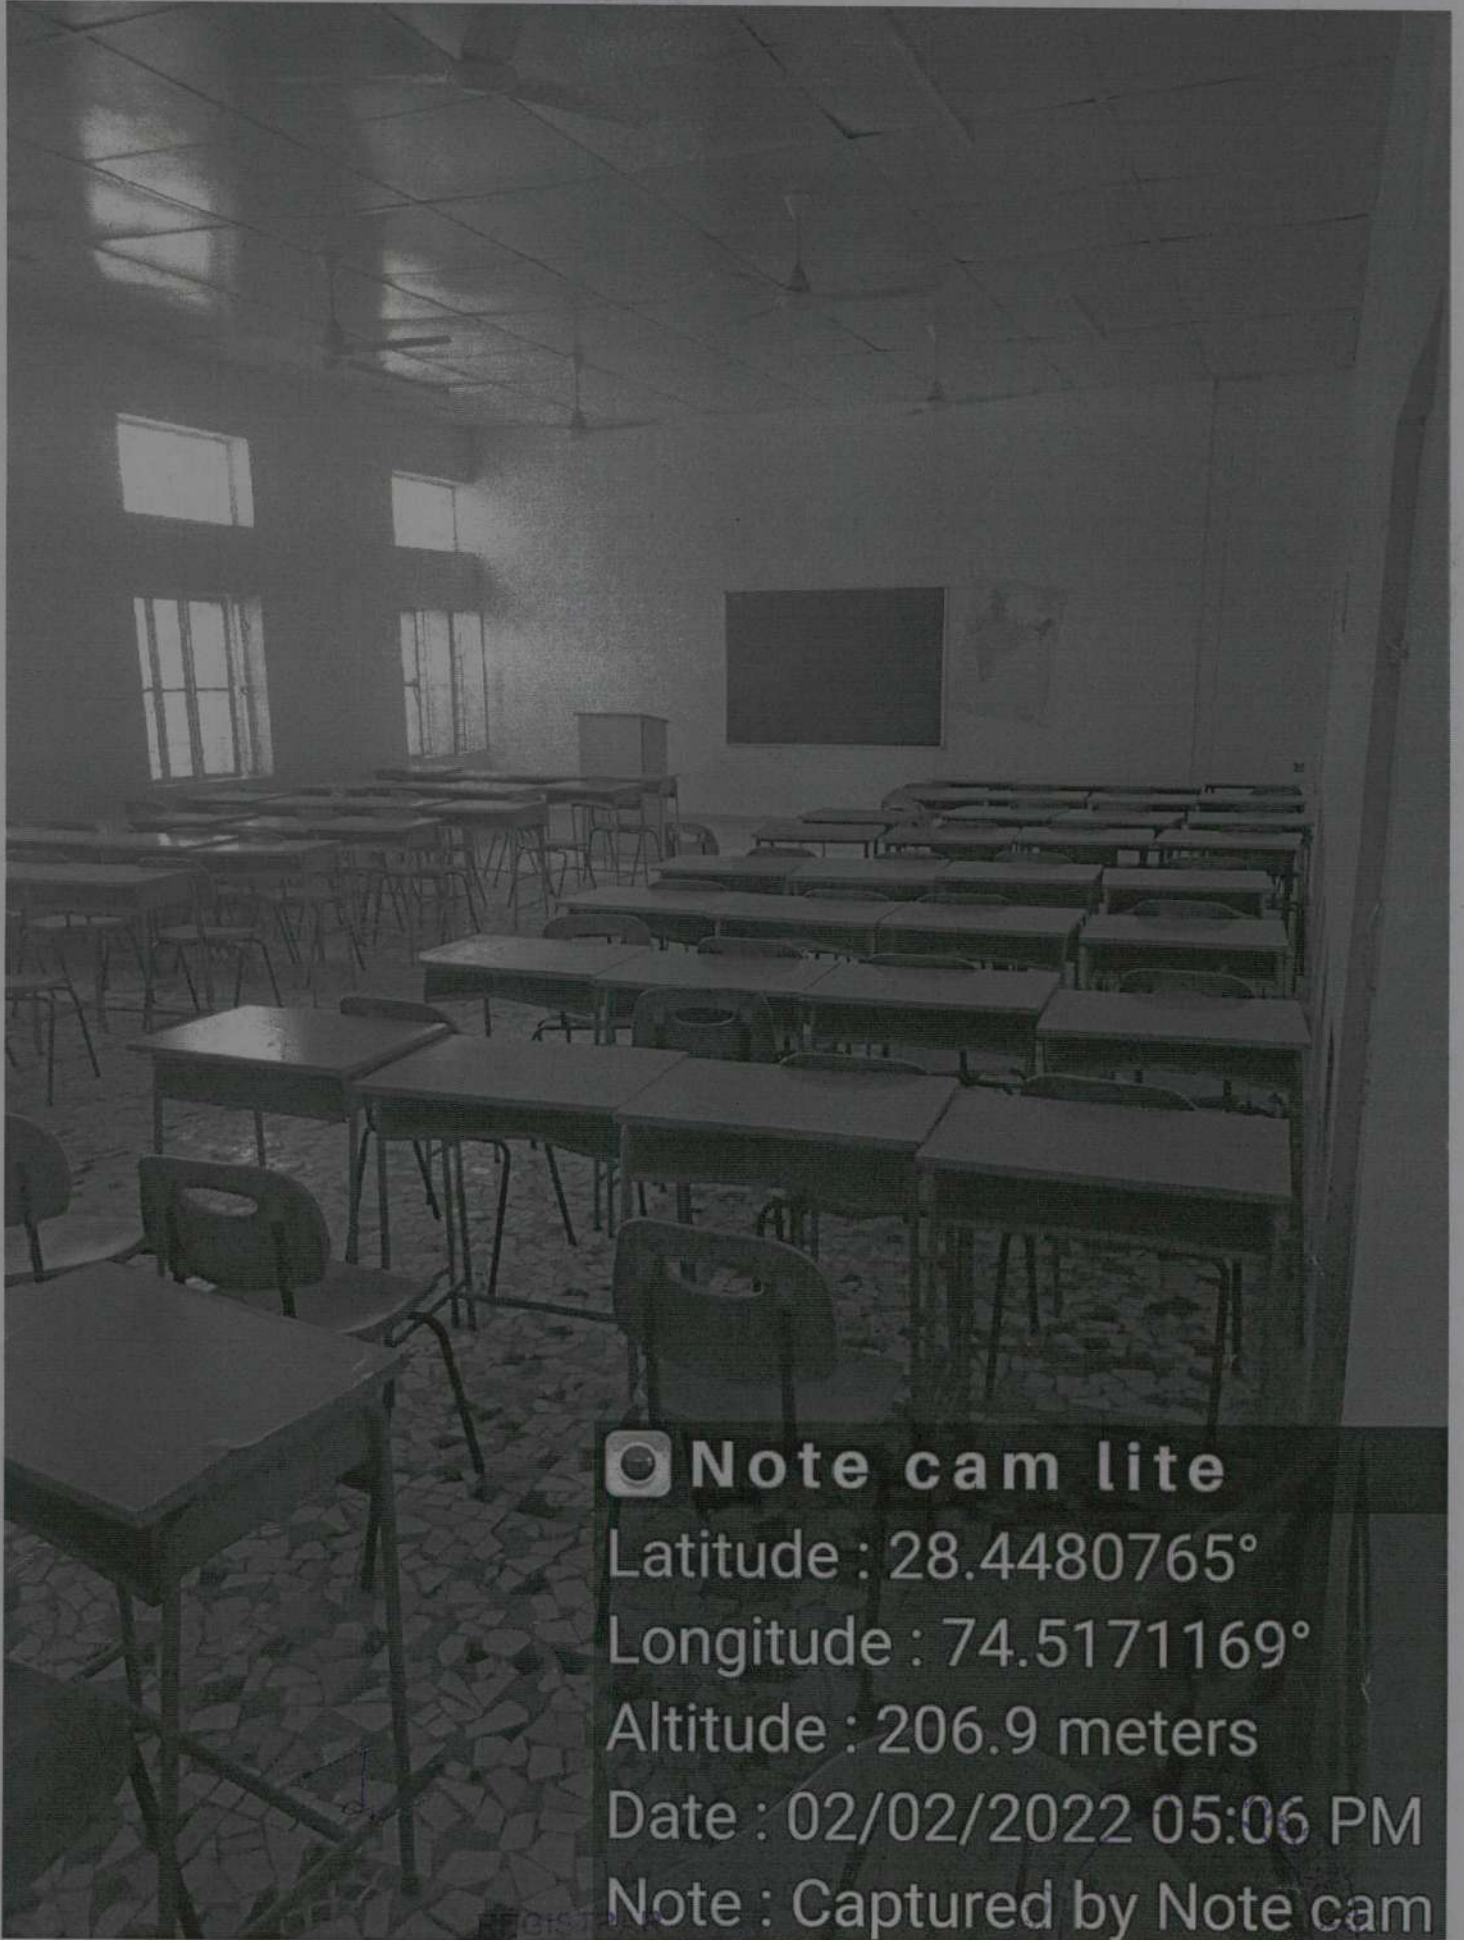 Note cam lite
Latitude : 28.4480765°
Longitude : 74.5171169°
Altitude : 206.9 meters
Date : 02/02/2022 05:06 PM
Note : Captured by Note cam